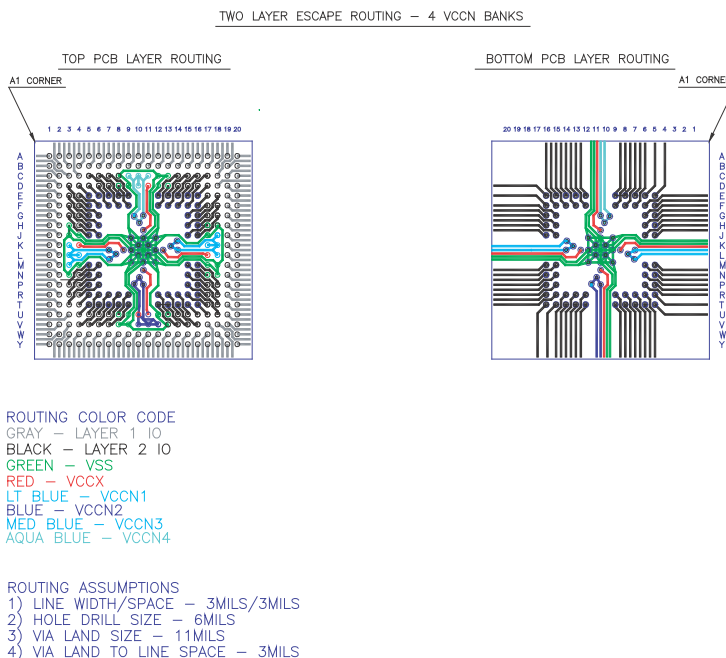 TWO LAYER ESCAPE ROUTING – 4 VCCN BANKS
TOP PCB LAYER ROUTING
BOTTOM PCB LAYER ROUTING
A1 CORNER
A1 CORNE
1 2 3 4 5 6 7 8 9 10 11 12 13 14 15 16 17 18 19 20
20 19 18 17 16 15 14 13 12 11 10 9 8 7 6 5 4 3 2 1
A
B
C
D
E
F
G
H
J
K
L
M
N
P
R
T
U
V
W
Y
A
B
C
D
E
F
G
H
J
K
L
M
N
P
R
T
U
V
W
Y
ROUTING COLOR CODE
GRAY – LAYER 1 IO
BLACK – LAYER 2 IO
GREEN – VSS
RED – VCCX
LT BLUE – VCCN1
BLUE – VCCN2
MED BLUE – VCCN3
AQUA BLUE – VCCN4
ROUTING ASSUMPTIONS
1) LINE WIDTH/SPACE – 3MILS/3MILS
2) HOLE DRILL SIZE – 6MILS
3) VIA LAND SIZE – 11MILS
4) VIA LAND TO LINE SPACE – 3MILS